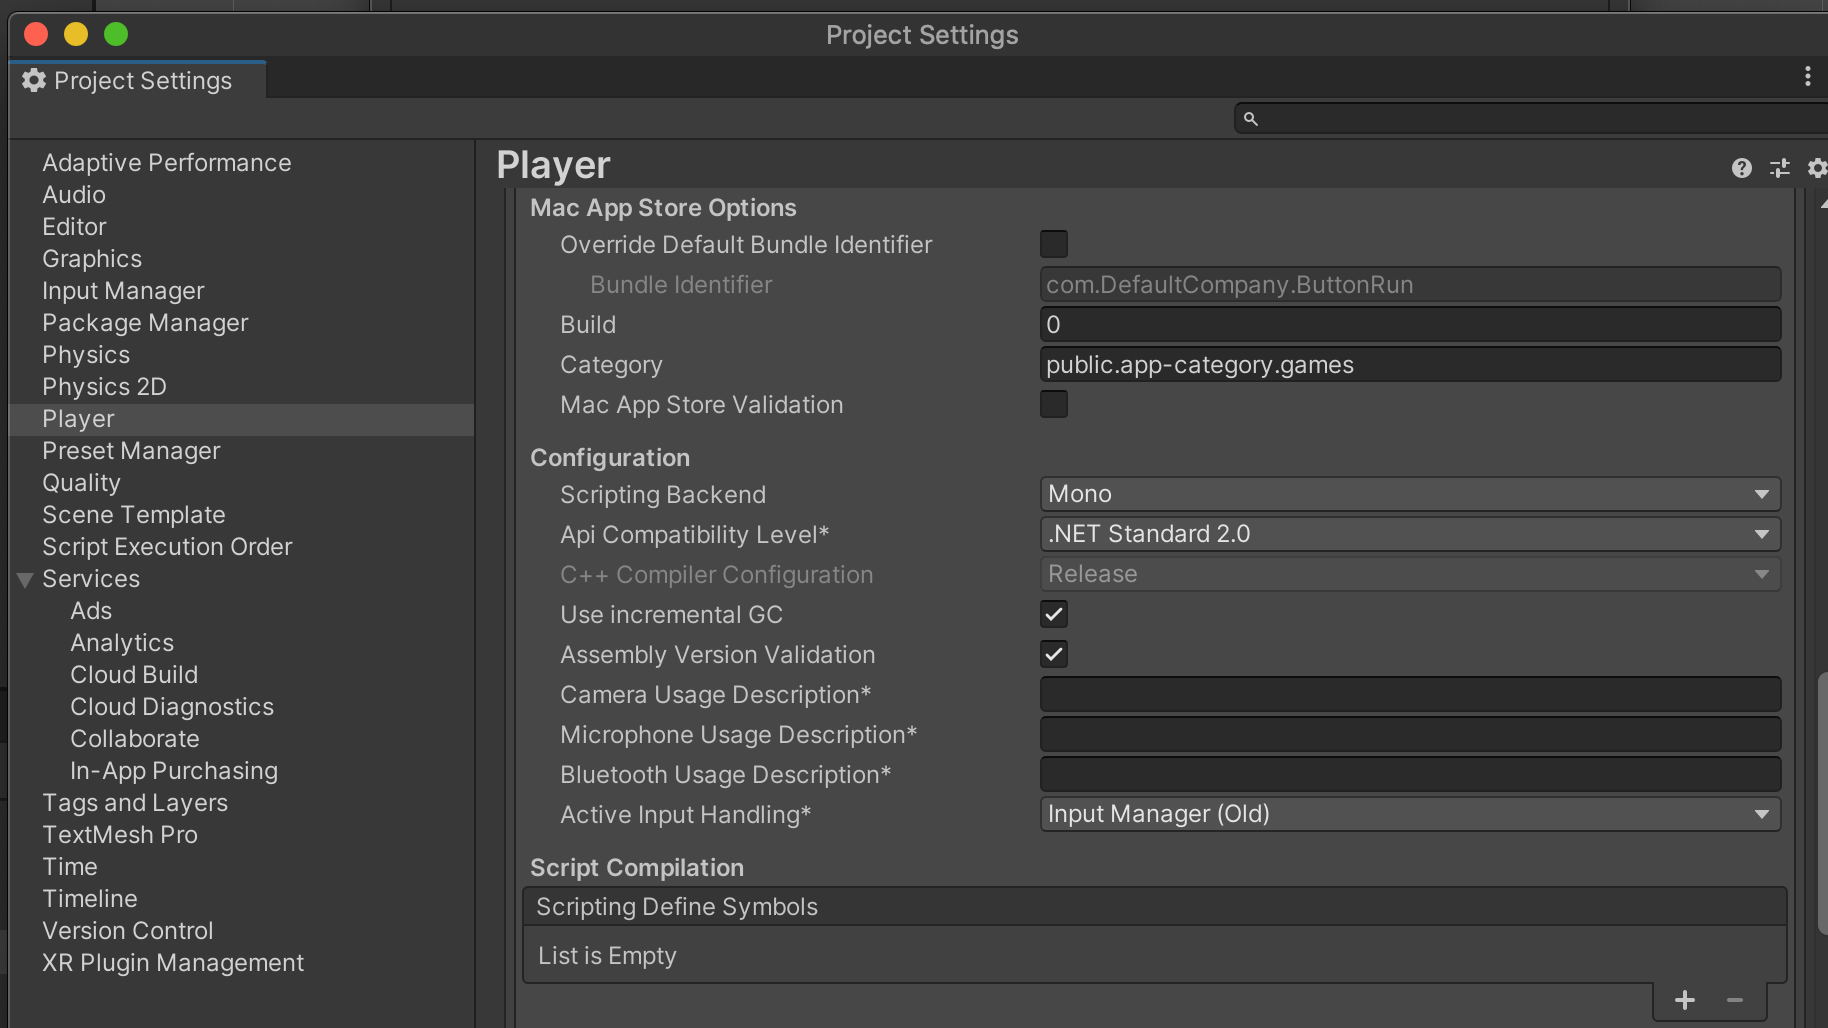 Project Settings
Project Settings
Adaptive Performance
Audio
Editor
Graphics
Input Manager
Package Manager
Physics
Physics 2D
Player
Preset Manager
Quality
Scene Template
Script Execution Order
Services
Ads
Analytics
Cloud Build
Cloud Diagnostics
Collaborate
In-App Purchasing
Tags and Layers
TextMesh Pro
Time
Timeline
Version Control
XR Plugin Management
Player
Mac App Store Options
Override Default Bundle Identifier
Bundle Identifier com.DefaultCompany.ButtonRun
Build 0
Category public.app-category.games
Mac App Store Validation
Configuration
Scripting Backend Mono
Api Compatibility Level* .NET Standard 2.0
C++ Compiler Configuration Release
Use incremental GC
Assembly Version Validation
Camera Usage Description*
Microphone Usage Description*
Bluetooth Usage Description*
Active Input Handling* Input Manager (Old)
Script Compilation
Scripting Define Symbols
List is Empty